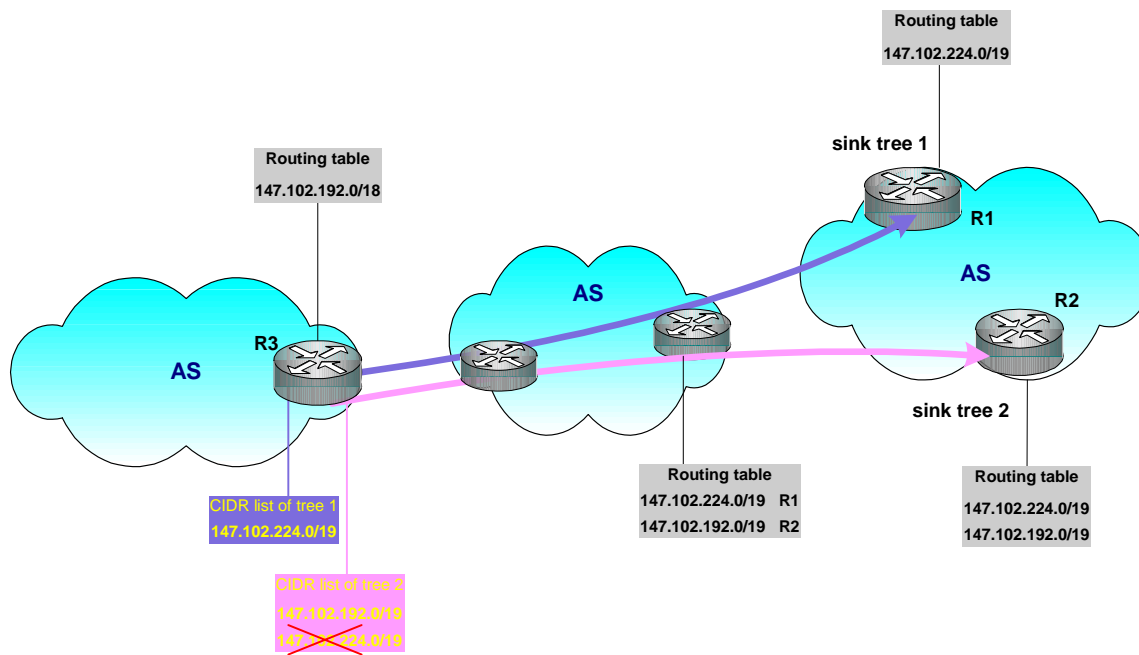 Routing table
147.102.224.0/19
sink tree 1
R1
Routing table
147.102.192.0/18
AS
R2
AS
R3
AS
sink tree 2
Routing table
147.102.224.0/19 R1
147.102.192.0/19 R2
Routing table
147.102.224.0/19
147.102.192.0/19
CIDR list of tree 1
147.102.224.0/19
CIDR list of tree 2
147.102.192.0/19
147.102.224.0/19